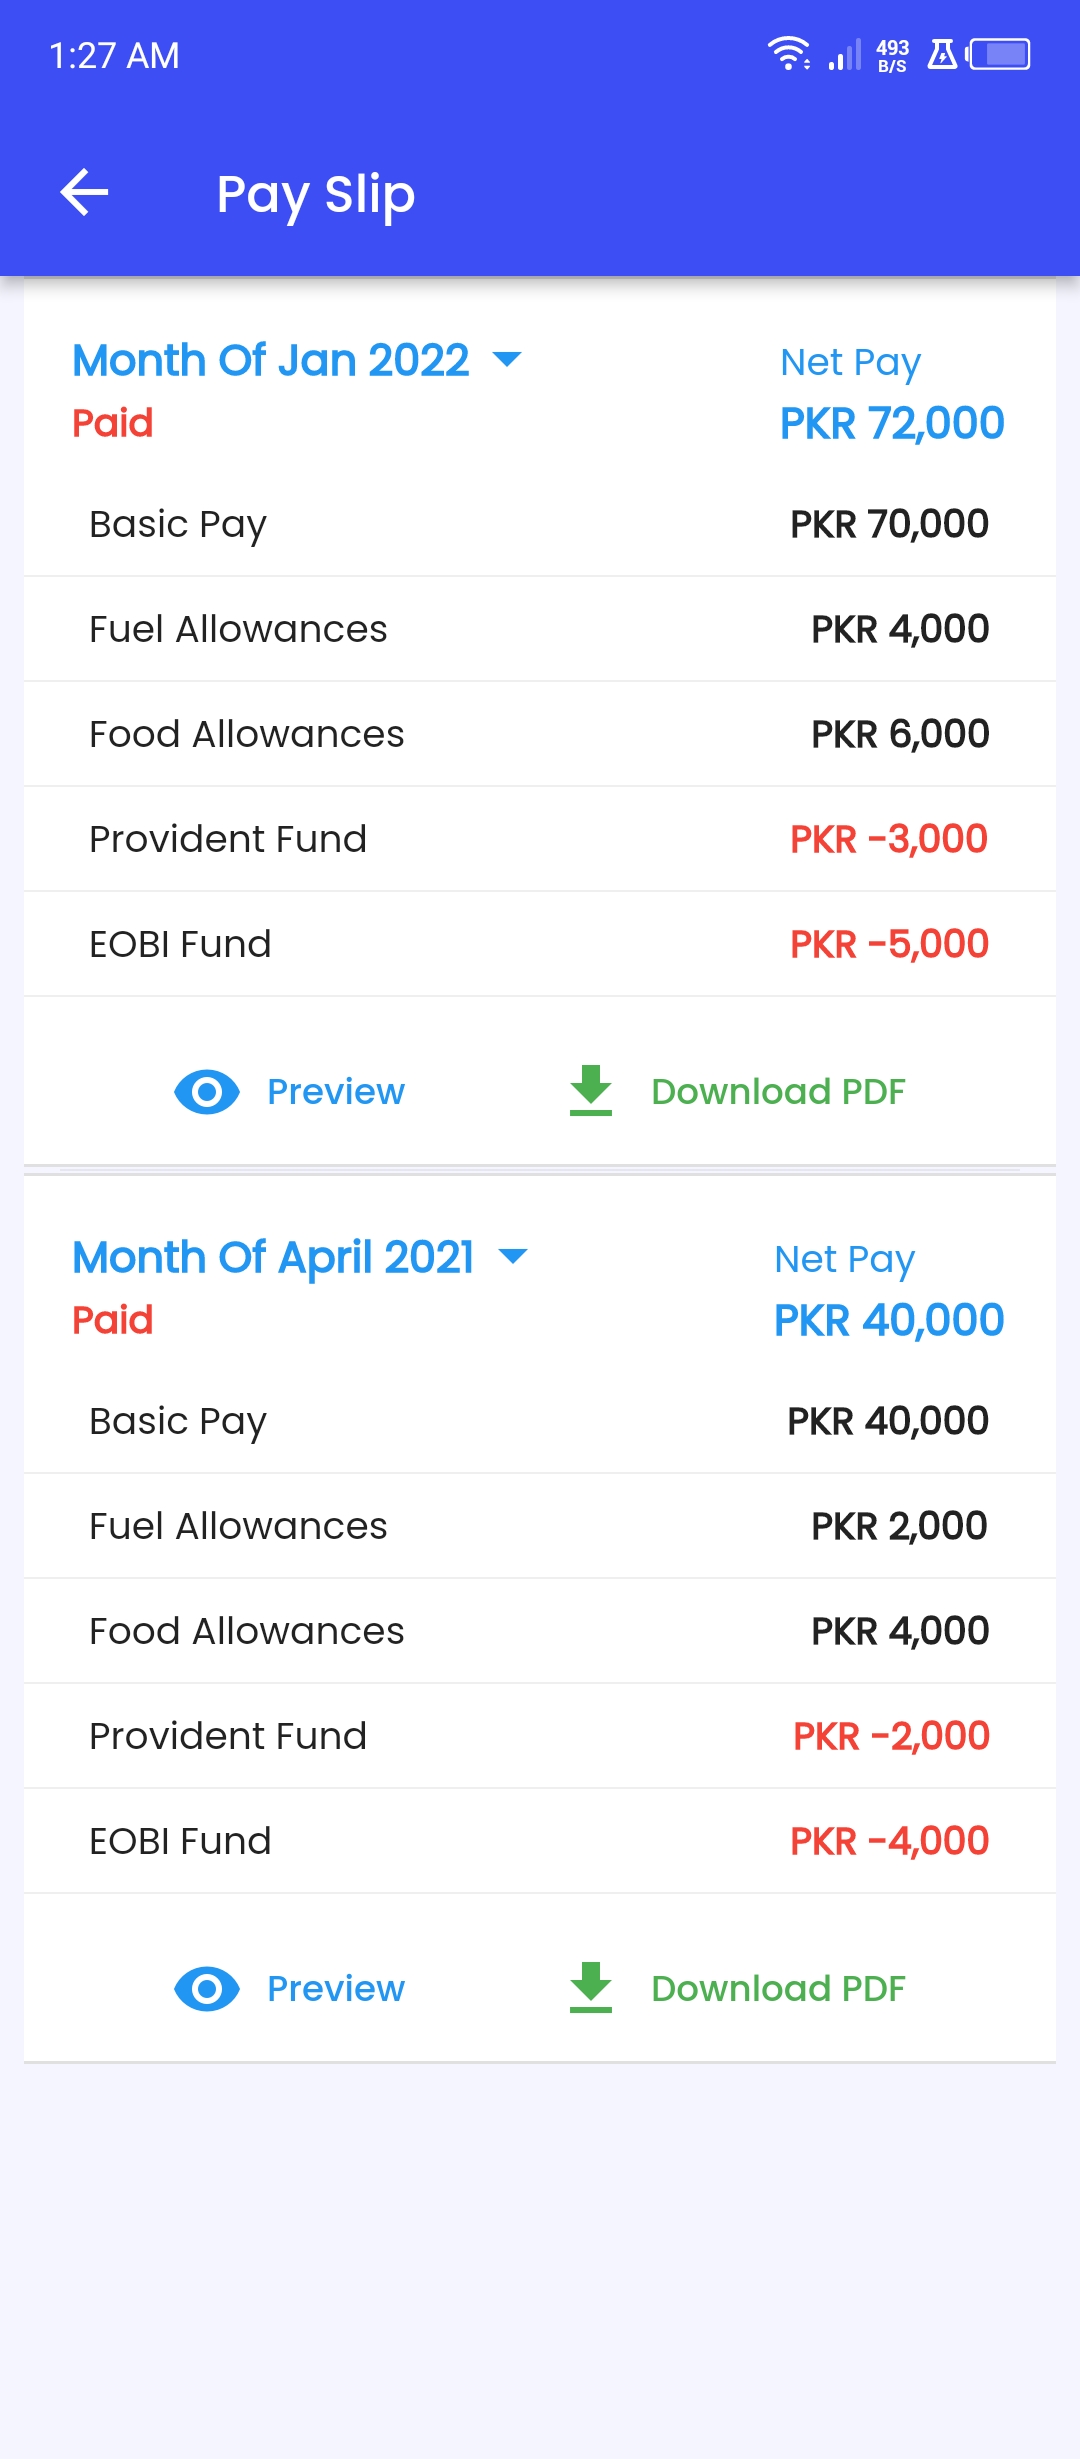 1:27 AM
493
B/S
Pay Slip
Month Of Jan 2022
Net Pay
Paid
PKR 72,000
Basic Pay PKR 70,000
Fuel Allowances PKR 4,000
Food Allowances PKR 6,000
Provident Fund PKR -3,000
EOBI Fund PKR -5,000
Preview Download PDF
Month Of April 2021
Net Pay
Paid
PKR 40,000
Basic Pay PKR 40,000
Fuel Allowances PKR 2,000
Food Allowances PKR 4,000
Provident Fund PKR -2,000
EOBI Fund PKR -4,000
Preview Download PDF